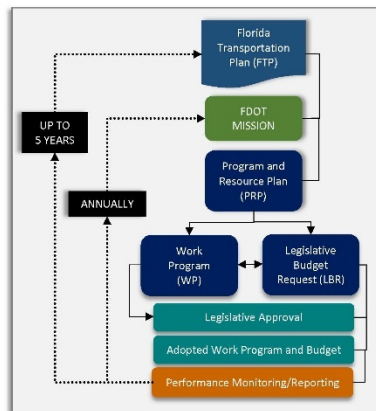 Florida
Transportation
Plan (FTP)
UP TO
5 YEARS
FDOT
MISSION
ANNUALLY
Program and
Resource Plan
(PRP)
Work
Program
(WP)
Legislative
Budget
Request (LBR)
Legislative Approval
Adopted Work Program and Budget
Performance Monitoring/Reporting